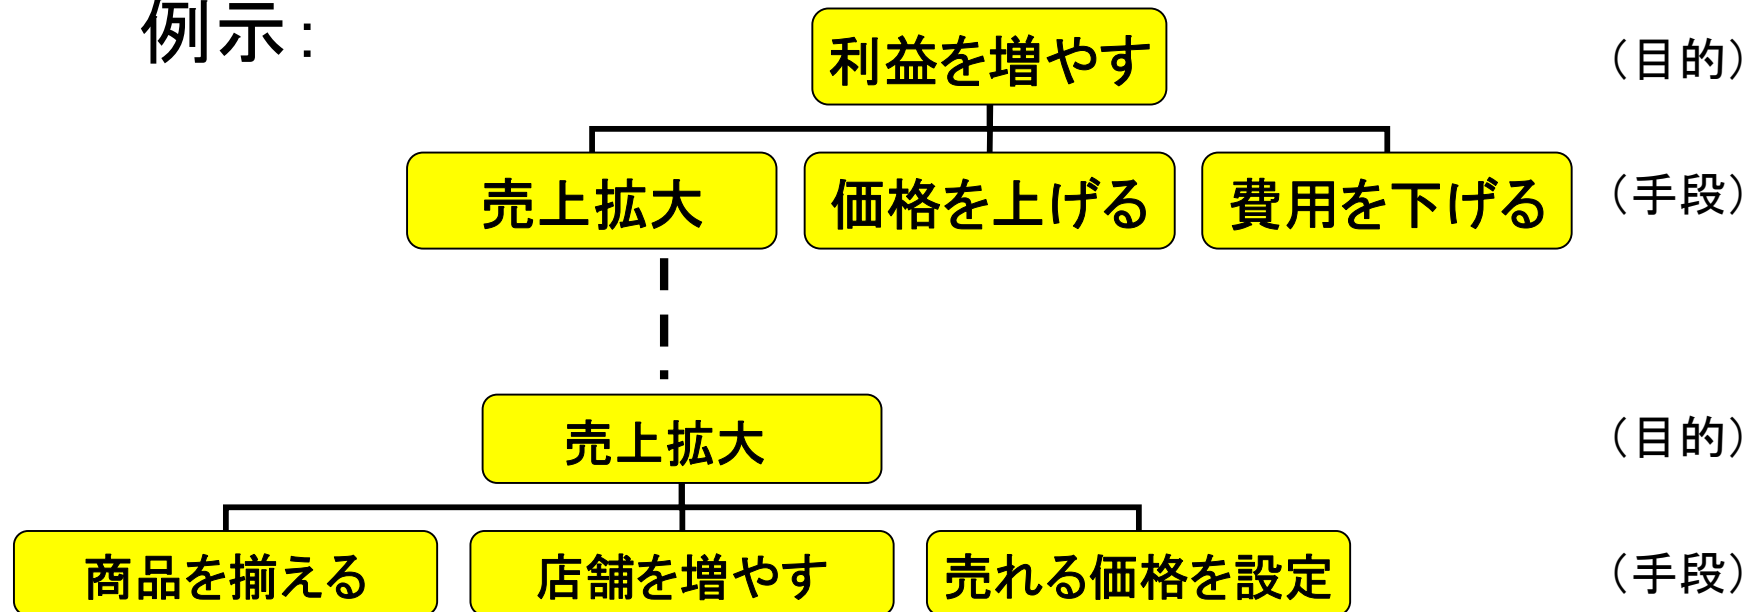 例示：
利益を増やす （目的）
売上拡大 価格を上げる 費用を下げる （手段）
売上拡大 （目的）
商品を揃える 店舗を増やす 売れる価格を設定 （手段）